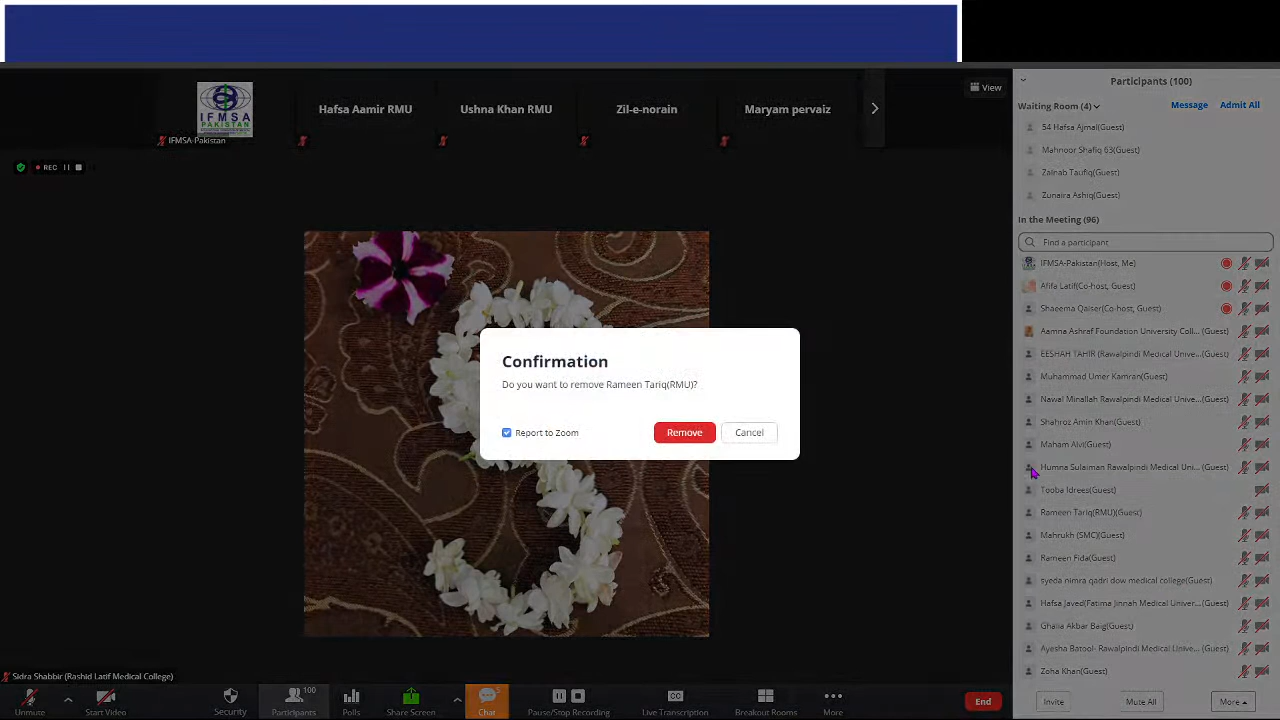 IFMSA
PAKISTAN
IFMSA-Pakistan
Hafsa Aamir RMU
Ushna Khan RMU
Zil-e-norain
Maryam pervaiz
View
REC
Confirmation
Do you want to remove Rameen Tariq(RMU)?
Report to Zoom
Remove
Cancel
Sidra Shabbir (Rashid Latif Medical College)
Participants (100)
Waiting Room (4)
Message
Admit All
54 Hafsa Ajmal(Guest)
Mahnoor Shafiq 63(Guest)
Zainab Taufiq(Guest)
Zunaira Ashiq(Guest)
In the Meeting (96)
Find a participant
IFMSA-Pakistan(Host, Me)
Afifa Latif(Co-host, Guest)
Shaeema Qaiser(Co-host, Guest)
Aamna Ashraf Foundation University Coll... (Guest)
EESHAH TAHIR (Rawalpindi Medical Unive... (Guest)
Muhammad Umer Kamran(Guest)
Nawal Minallah Rawalpindi Medical Unive...(Guest)
Shahroz Amin Khan(Guest)
Maham Alvi(Guest)
Humna Sulaiman Rawalpindi Medical Uni... (Guest)
Tooba Idrees(Guest)
Rameen Tariq(RMU)(Guest)
Mahrukh (SMC)(Guest)
Rameen Fida(Guest)
syeda nimra qadri dow medical college(Guest)
Hafsa Javed(Fatima Jinnah Medical Univer...(Guest)
Ghalia Akbar Baig(Guest)
Ayesha Batool- Rawalpindi Medical Unive...(Guest)
Zoha Khan(Guest)
Unmute
Start Video
Security
100
Participants
Polls
Share Screen
5
Chat
Pause/Stop Recording
Live Transcription
Breakout Rooms
More
End
Invite
Mute All
More